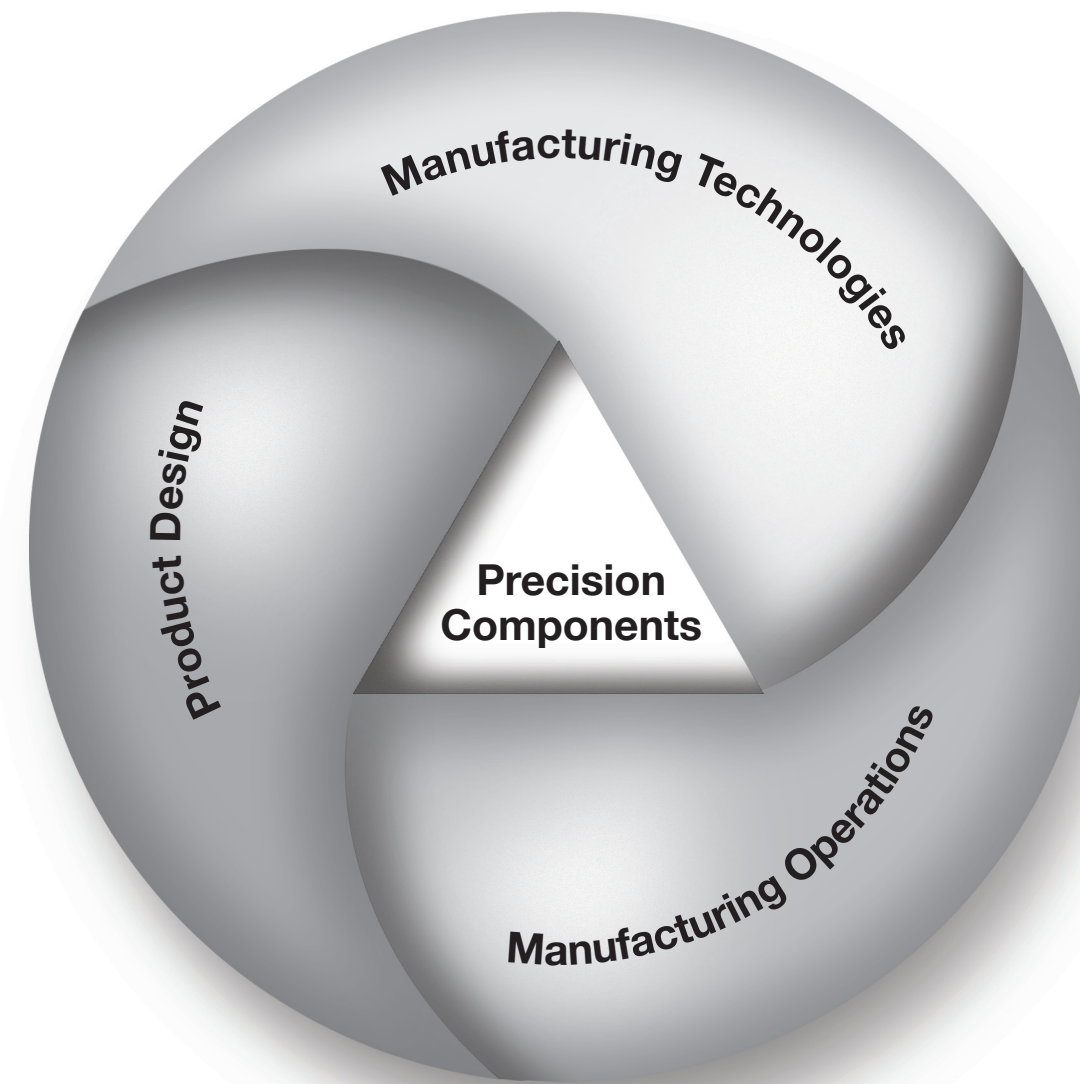 Manufacturing Technologies
Product Design
Precision
Components
Manufacturing Operations